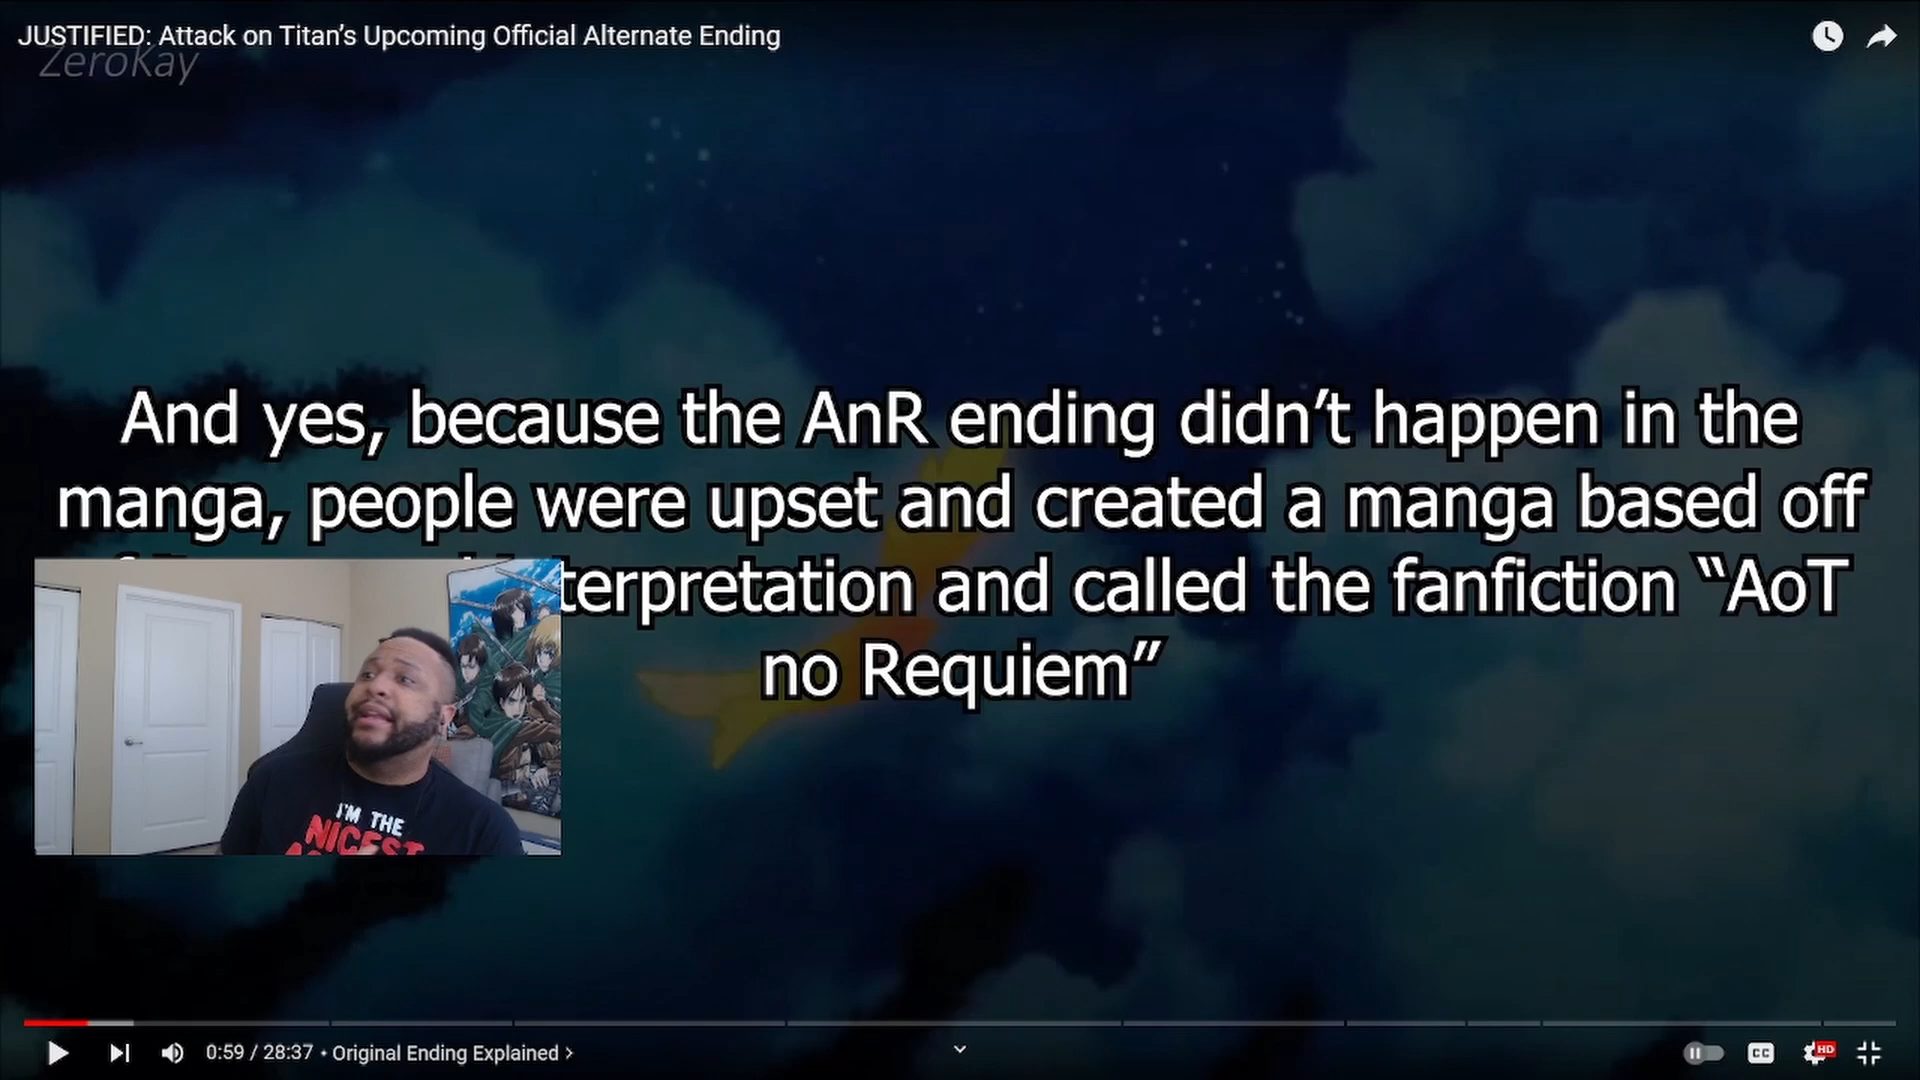 JUSTIFIED: Attack on Titan’s Upcoming Official Alternate Ending
ZeroKay
And yes, because the AnR ending didn’t happen in the
manga, people were upset and created a manga based off
terpretation and called the fanfiction “AoT
no Requiem”
I'M THE
NICEST
0:59 / 28:37 • Original Ending Explained >
CC
HD